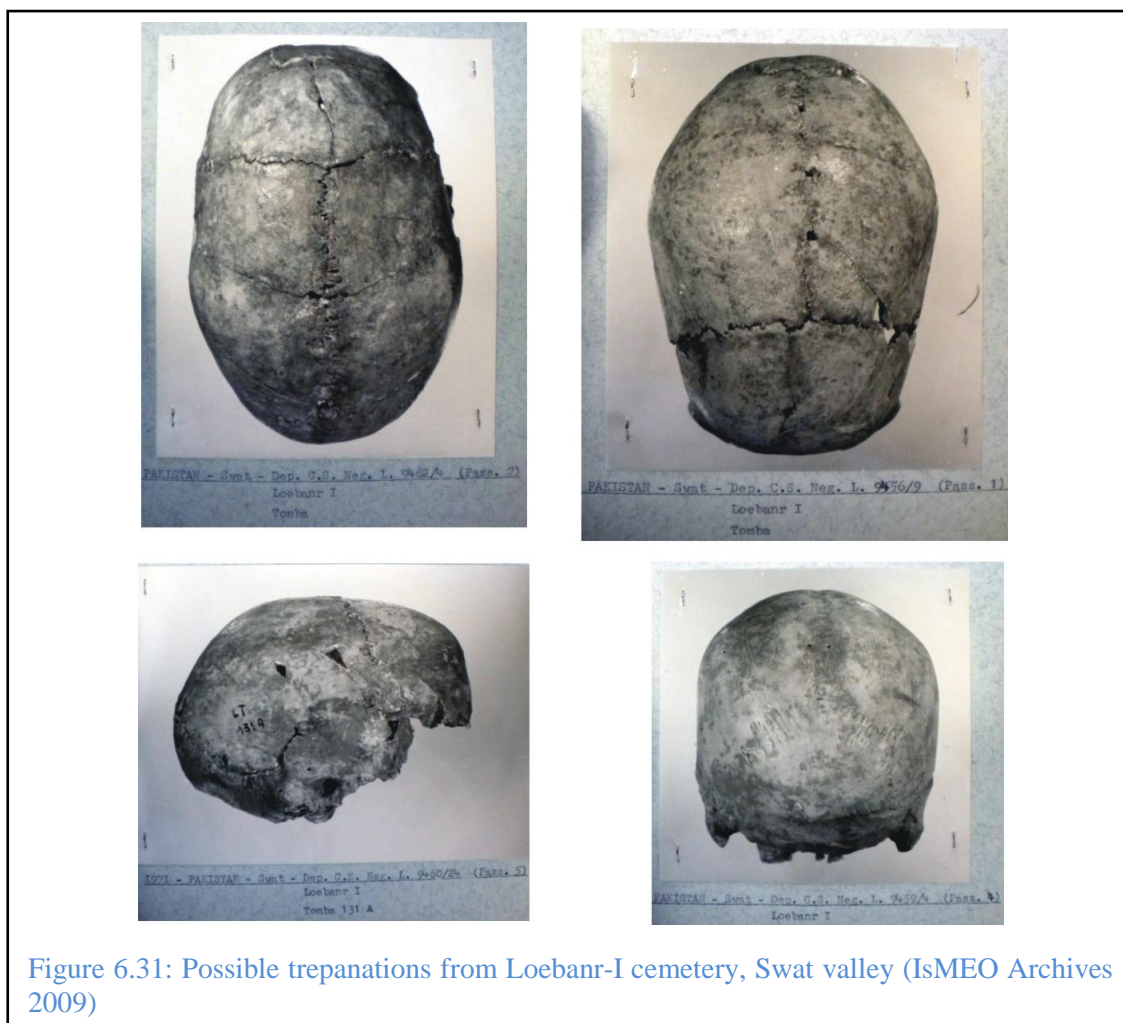 PAKISTAN - Swat - Dep. C.S. Neg. L. 9462/4 (Pass. 7)
Loebanr I
Tomba
PAKISTAN - Swat - Dep. C.S. Neg. L. 9456/9 (Pass. 1)
Loebanr I
Tomba
LT.
131A
1971 - PAKISTAN - Swat - Dep. C.S. Neg. L. 9460/24 (Pass. 5)
Loebanr I
Tomba 131 A
PAKISTAN - Swat - Dep. C.S. Neg. L. 9459/4 (Pass. 4)
Loebanr I
Figure 6.31: Possible trepanations from Loebanr-I cemetery, Swat valley (IsMEO Archives
2009)